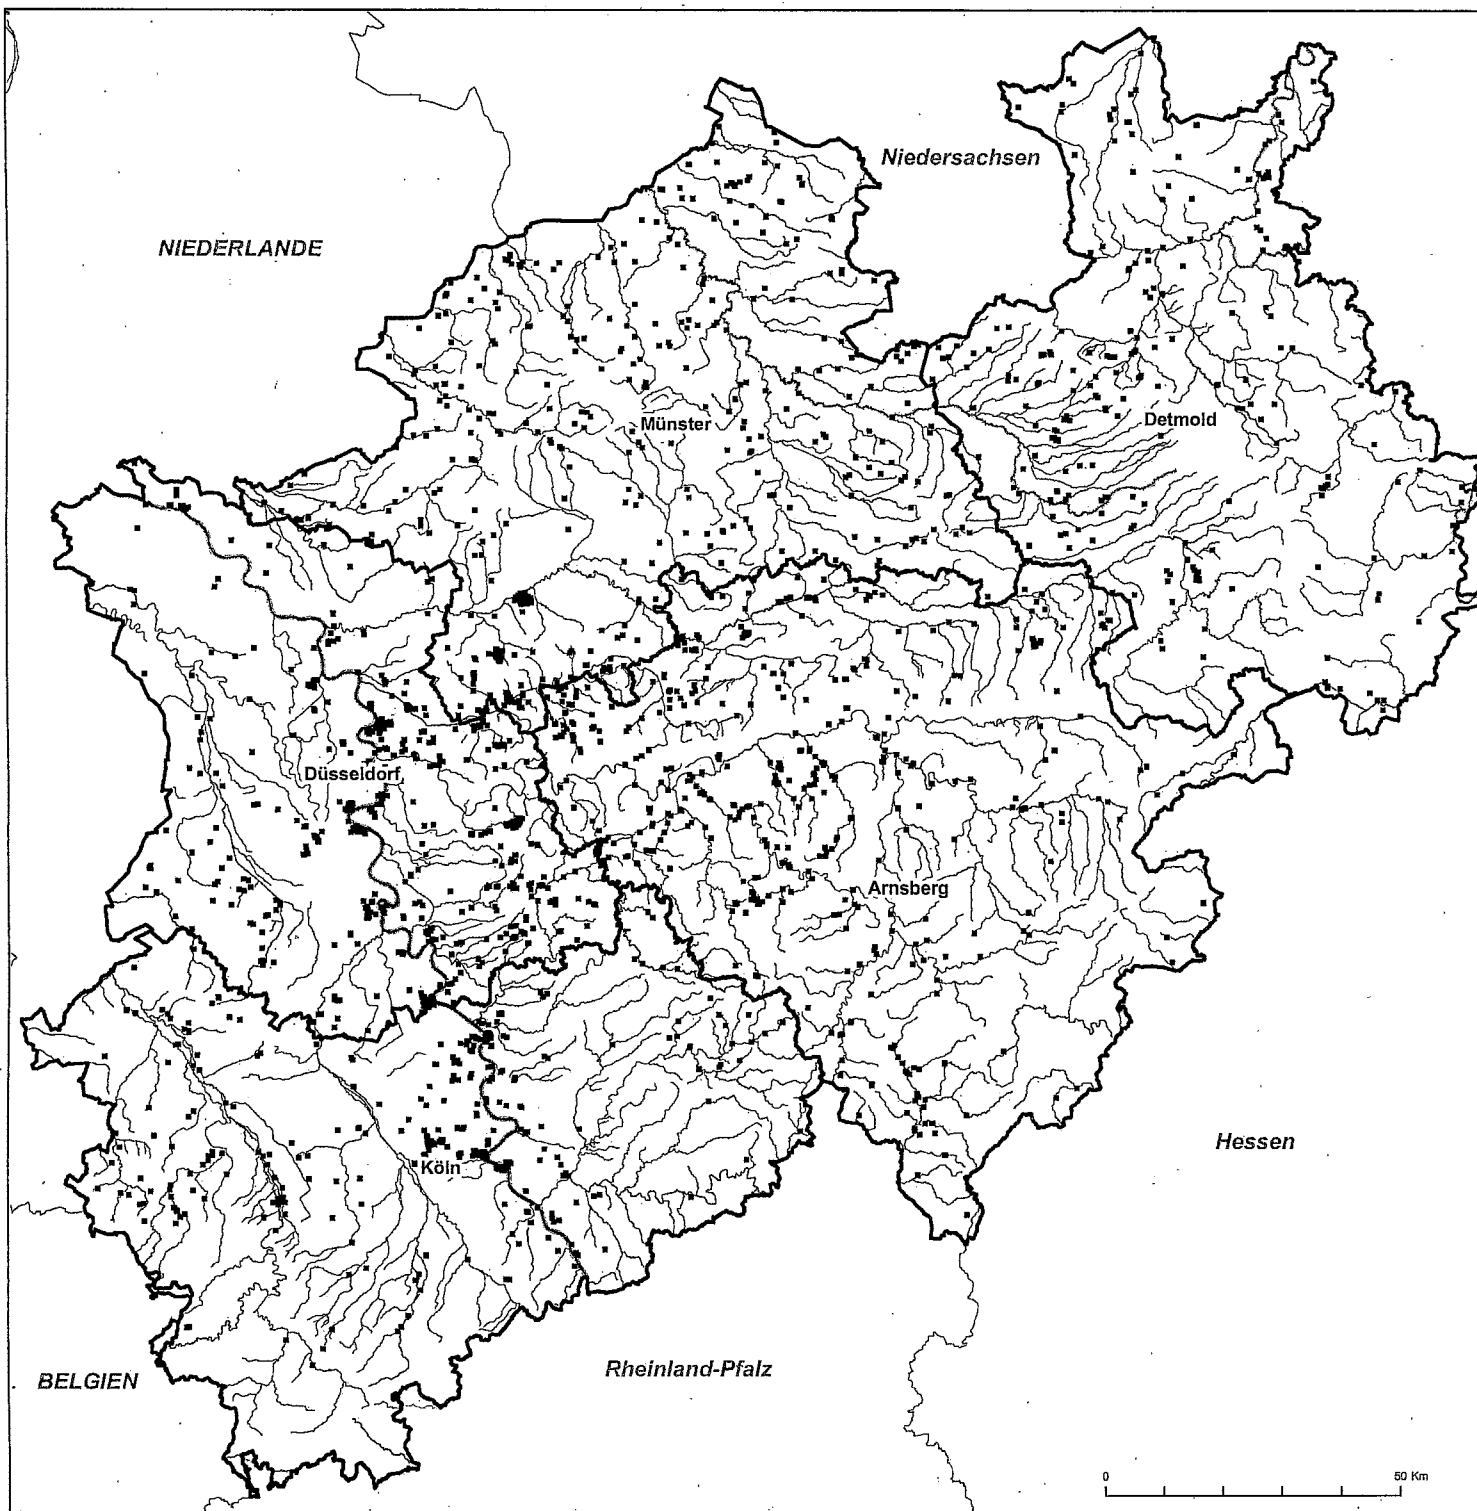 Niedersachsen
NIEDERLANDE
Münster
Detmold
Düsseldorf
Arnsberg
Hessen
Köln
Rheinland-Pfalz
BELGIEN
0 50 Km